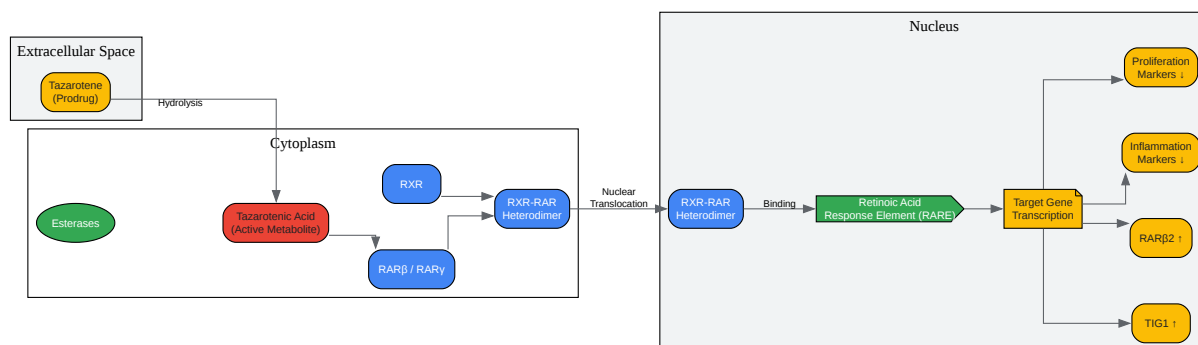 Extracellular Space
Tazarotene
(Prodrug)
Hydrolysis
Cytoplasm
Esterases
Tazarotenic Acid
(Active Metabolite)
RXR
RARβ / RARγ
RXR-RAR
Heterodimer
Nuclear
Translocation
Nucleus
RXR-RAR
Heterodimer
Binding
Retinoic Acid
Response Element (RARE)
Target Gene
Transcription
Proliferation
Markers ↓
Inflammation
Markers ↓
RARβ2 ↑
TIG1 ↑